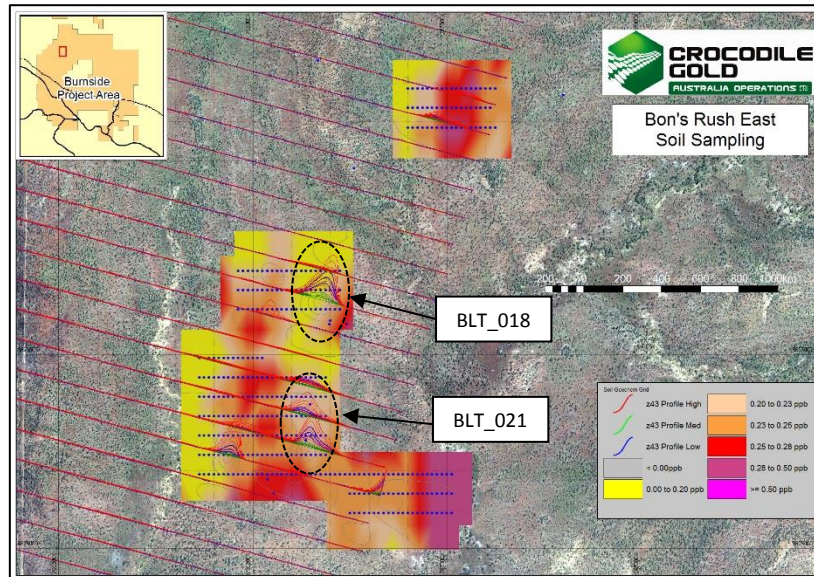 Burnside
Project Area
CROCODILE
GOLD
AUSTRALIA OPERATIONS
Bon's Rush East
Soil Sampling
200 0 200 400 600 800 1000km
BLT_018
BLT_021
Soil Geochem Grid
z43 Profile High
z43 Profile Med
z43 Profile Low
< 0.00ppb
0.00 to 0.20 ppb
0.20 to 0.23 ppb
0.23 to 0.25 ppb
0.25 to 0.28 ppb
0.28 to 0.50 ppb
>= 0.50 ppb